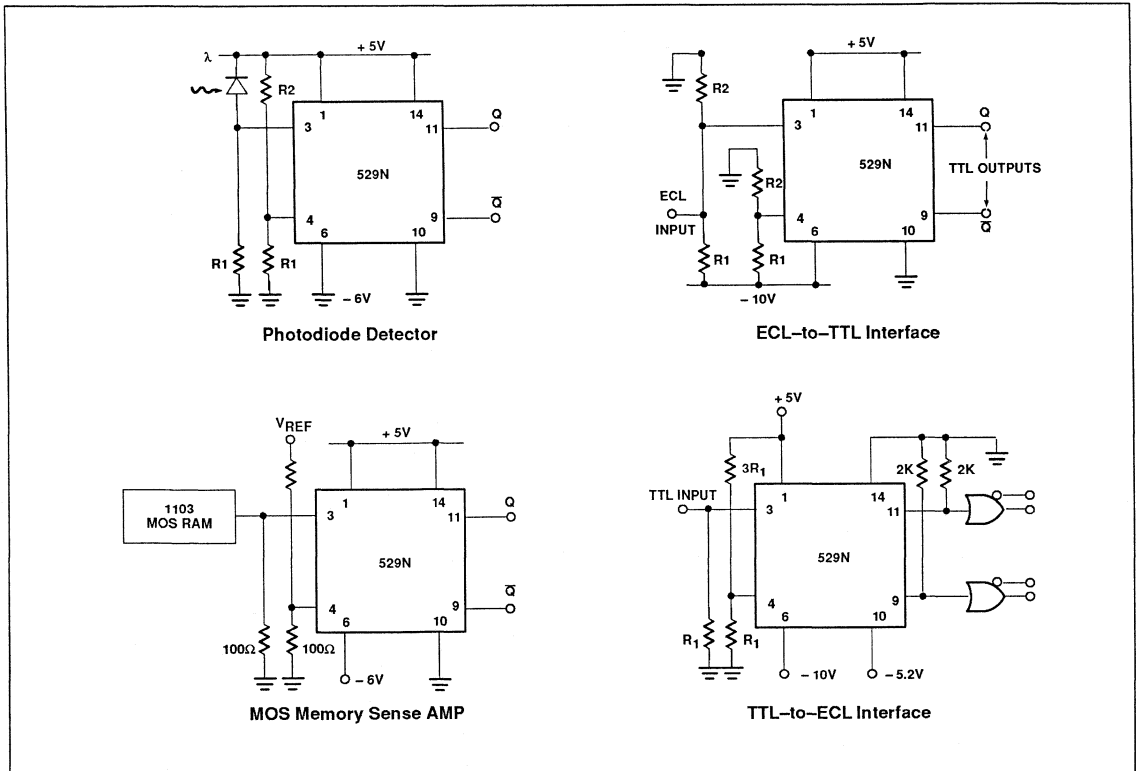 λ
+ 5V
R2
1
14
3
11
Q
529N
4
9
Q̅
6
10
R1
R1
– 6V
Photodiode Detector
+ 5V
R2
1
14
3
11
Q
529N
TTL OUTPUTS
R2
ECL
INPUT
4
9
Q̅
6
10
R1
R1
– 10V
ECL–to–TTL Interface
VREF
+ 5V
1103
MOS RAM
1
14
3
11
Q
529N
4
9
Q̅
6
10
100Ω
100Ω
– 6V
MOS Memory Sense AMP
+ 5V
3R1
2K
2K
TTL INPUT
1
14
3
11
529N
4
9
6
10
R1
R1
– 10V
– 5.2V
TTL–to–ECL Interface